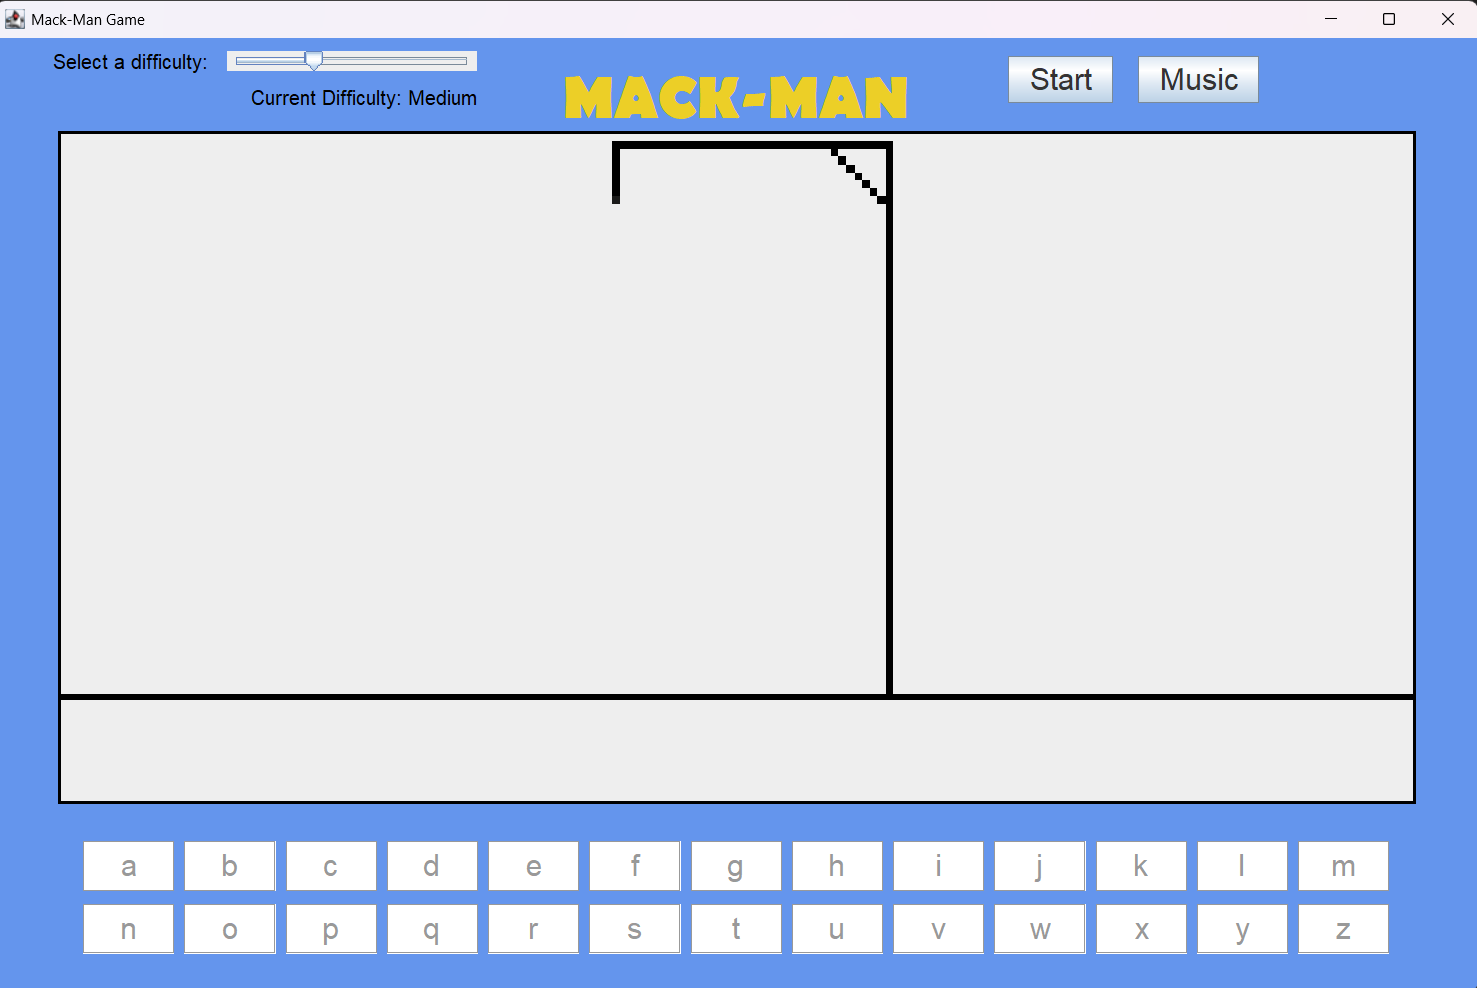 Mack-Man Game
Select a difficulty:
Current Difficulty: Medium
MACK-MAN
Start Music
a b c d e f g h i j k l m
n o p q r s t u v w x y z